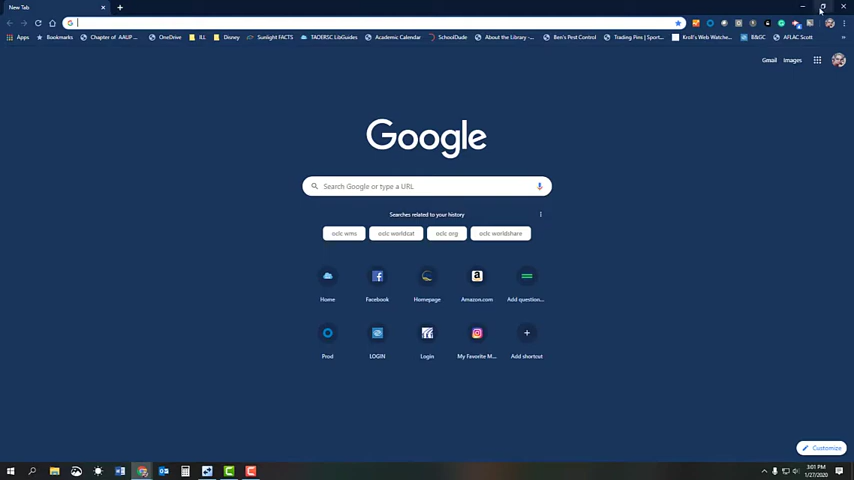 New Tab
Apps Bookmarks Chapter of AAUP ... OneDrive ILL Disney Sunlight FACTS TADERSC LibGuides Academic Calendar SchoolDude About the Library -... Ben's Pest Control Trading Pins | Sport... Kroll's Web Watche... B&GC AFLAC Scott »
Gmail Images
Google
Search Google or type a URL
Searches related to your history
oclc wms oclc worldcat oclc org oclc worldshare
Home Facebook Homepage Amazon.com Add question...
Prod LOGIN Login My Favorite M... Add shortcut
Customize
3:01 PM
1/27/2020